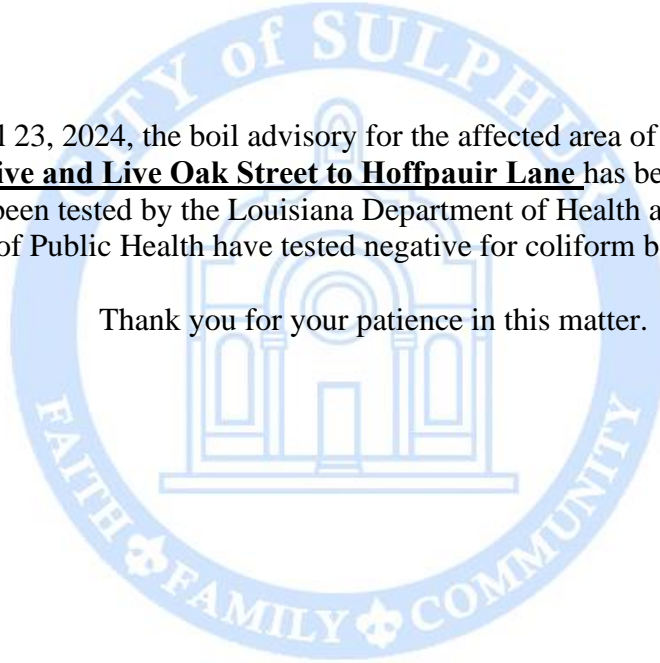 CITY of SULPHU
l 23, 2024, the boil advisory for the affected area of
ive and Live Oak Street to Hoffpauir Lane has be
been tested by the Louisiana Department of Health a
of Public Health have tested negative for coliform b
Thank you for your patience in this matter.
FAITH FAMILY COMMUNITY